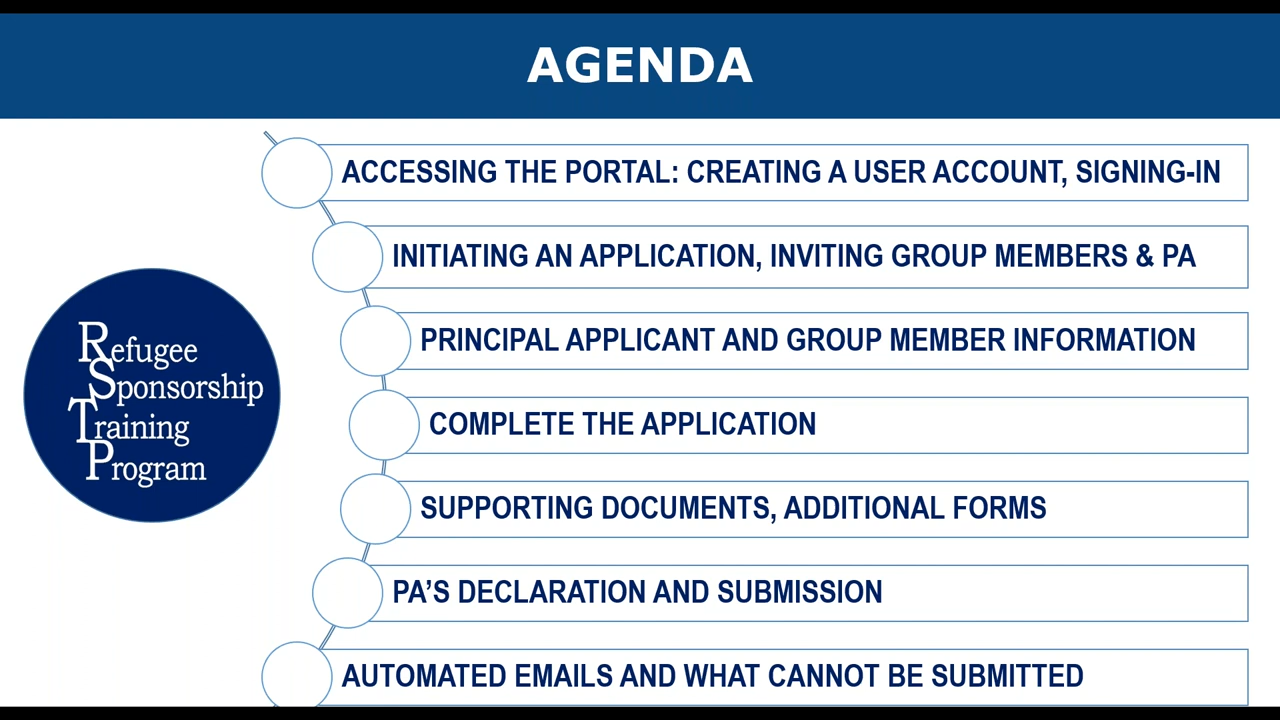 AGENDA
ACCESSING THE PORTAL: CREATING A USER ACCOUNT, SIGNING-IN
INITIATING AN APPLICATION, INVITING GROUP MEMBERS & PA
PRINCIPAL APPLICANT AND GROUP MEMBER INFORMATION
COMPLETE THE APPLICATION
SUPPORTING DOCUMENTS, ADDITIONAL FORMS
PA’S DECLARATION AND SUBMISSION
AUTOMATED EMAILS AND WHAT CANNOT BE SUBMITTED
Refugee
Sponsorship
Training
Program